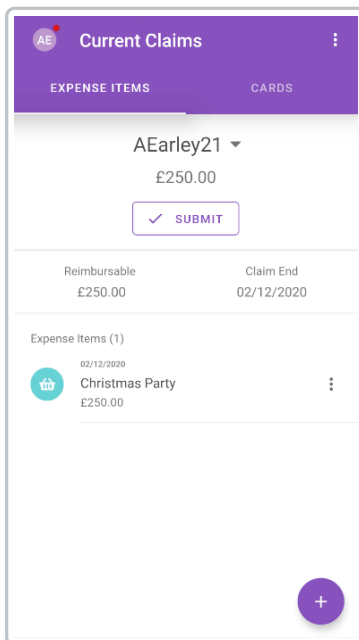 AE
Current Claims
EXPENSE ITEMS
CARDS
AEarley21
£250.00
SUBMIT
Reimbursable
Claim End
£250.00
02/12/2020
Expense Items (1)
02/12/2020
Christmas Party
£250.00